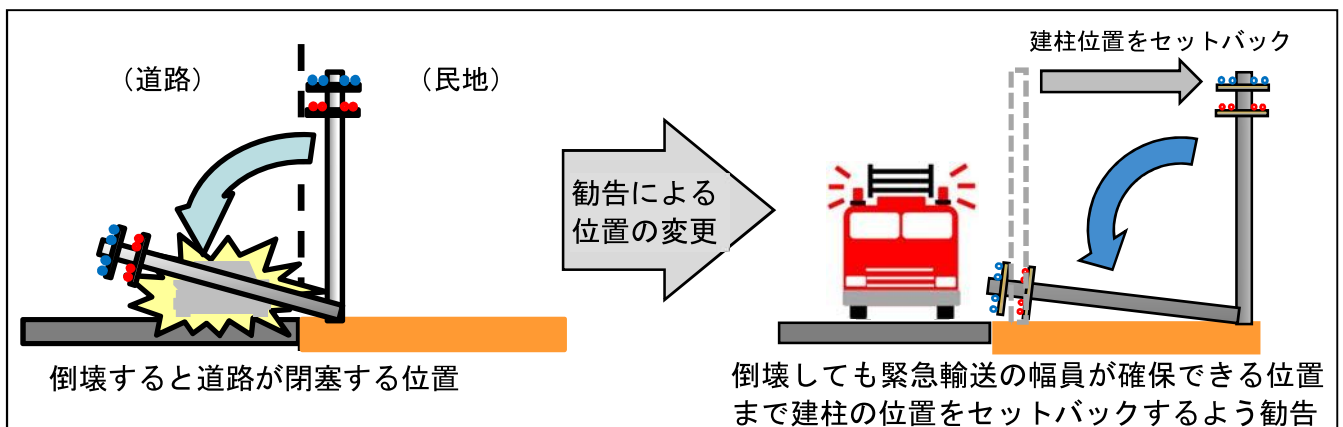 （道路）
（民地）
倒壊すると道路が閉塞する位置
勧告による
位置の変更
建柱位置をセットバック
倒壊しても緊急輸送の幅員が確保できる位置
まで建柱の位置をセットバックするよう勧告